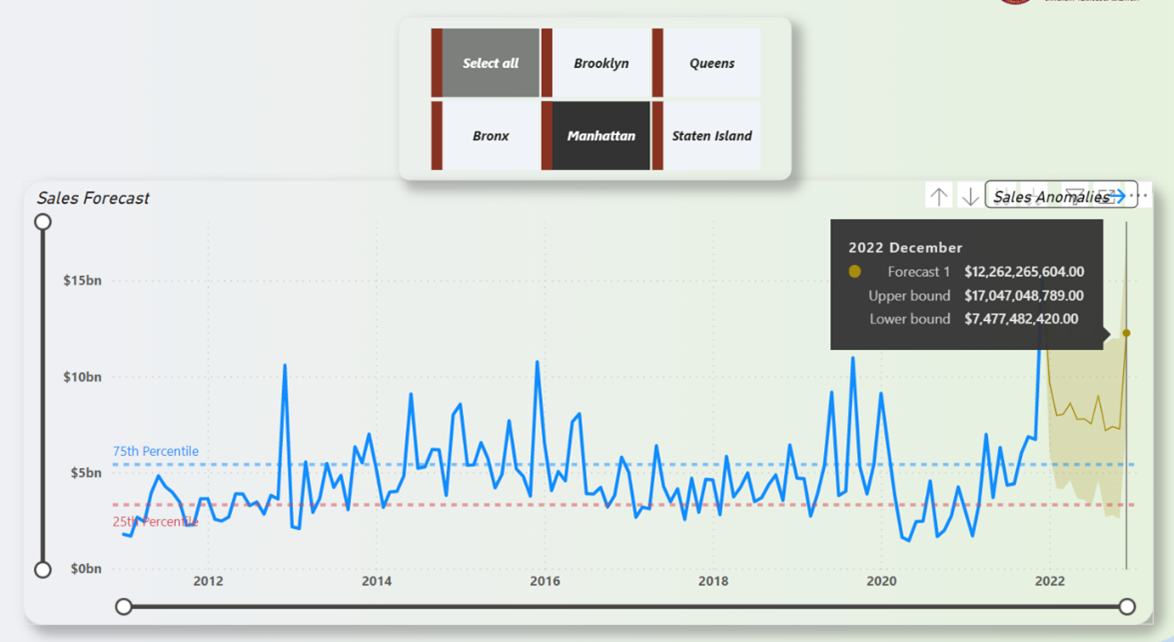 Select all
Brooklyn
Queens
Bronx
Manhattan
Staten Island
Sales Forecast
Sales Anomalies
2022 December
Forecast 1 $12,262,265,604.00
Upper bound $17,047,048,789.00
Lower bound $7,477,482,420.00
$15bn
$10bn
75th Percentile
$5bn
25th Percentile
$0bn
2012 2014 2016 2018 2020 2022